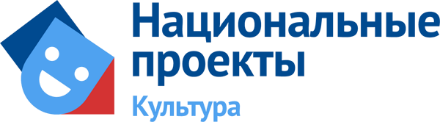 Национальные
проекты
Культура